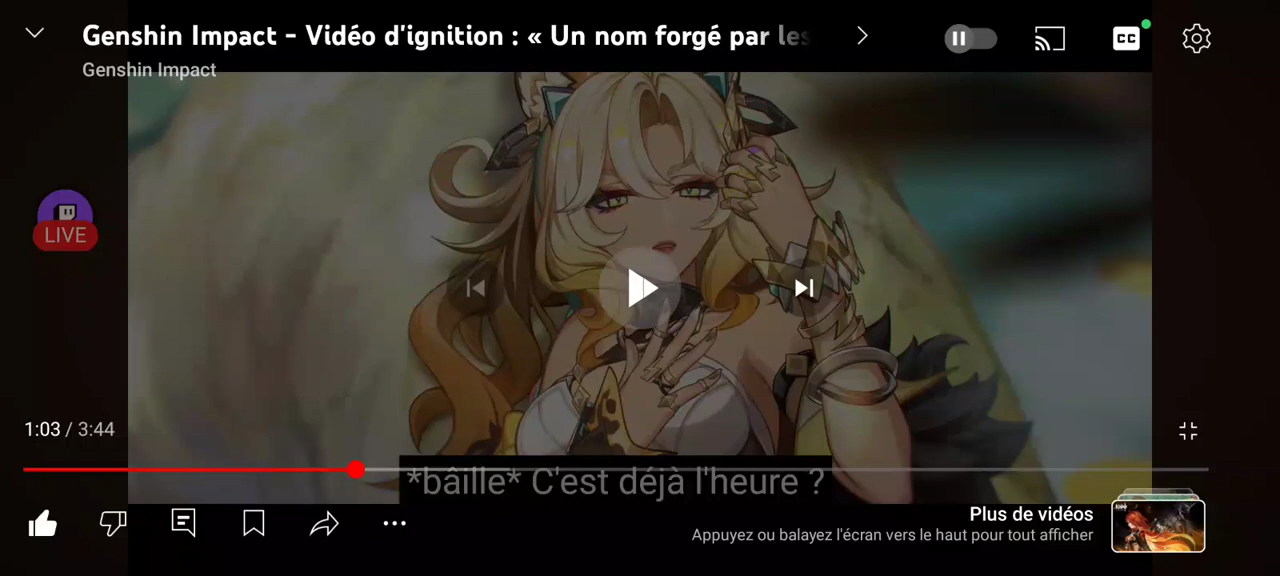 Genshin Impact - Vidéo d'ignition : « Un nom forgé par les
Genshin Impact
CC
LIVE
1:03 / 3:44
*bâille* C'est déjà l'heure ?
Plus de vidéos
Appuyez ou balayez l'écran vers le haut pour tout afficher